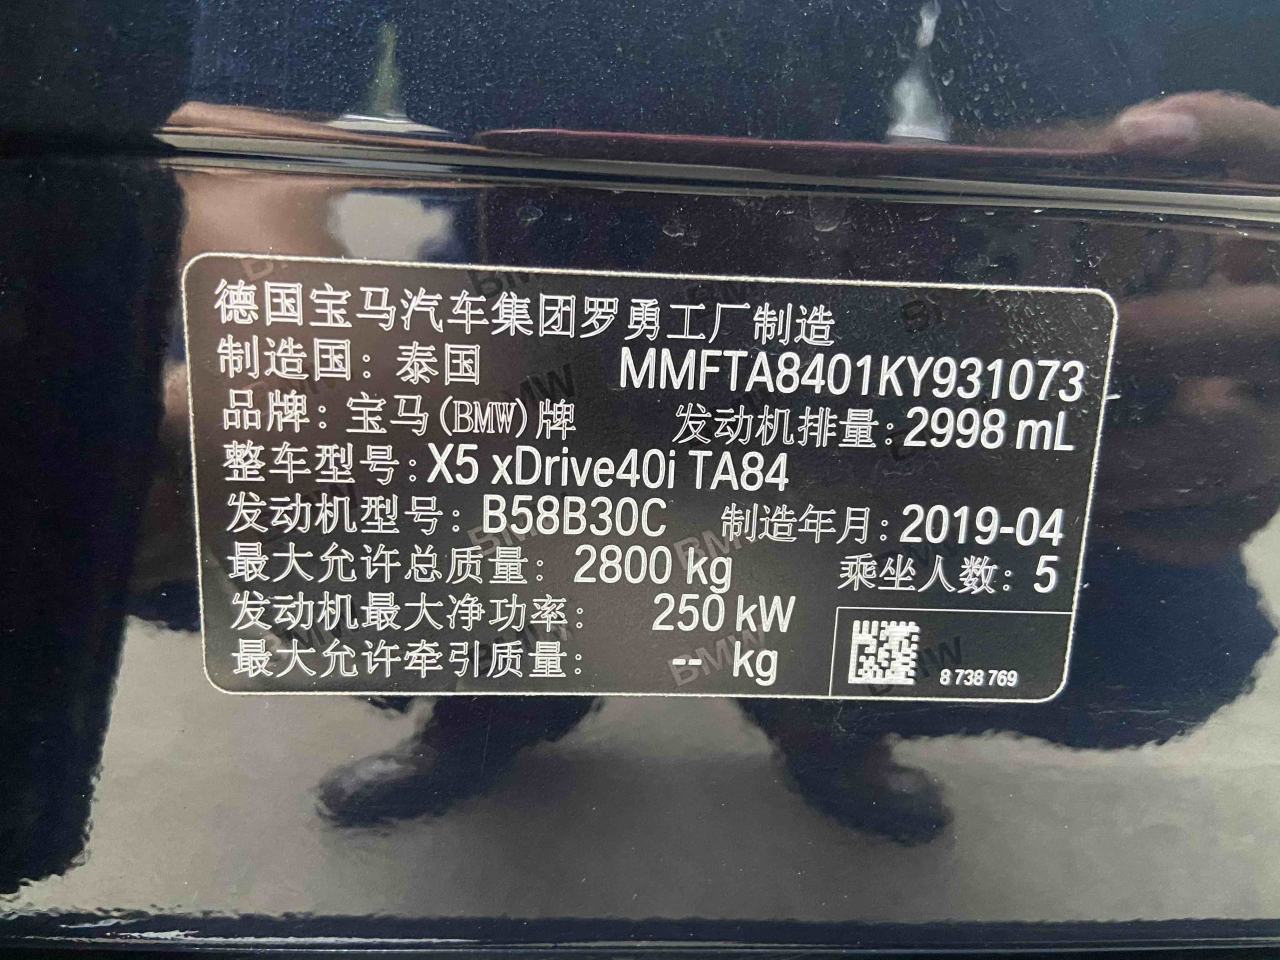 德国宝马汽车集团罗勇工厂制造
制造国：泰国 MMFTA8401KY931073
品牌：宝马(BMW)牌 发动机排量：2998 mL
整车型号：X5 xDrive40i TA84
发动机型号：B58B30C 制造年月：2019-04
最大允许总质量：2800 kg 乘坐人数：5
发动机最大净功率：250 kW
最大允许牵引质量：-- kg
8 738 769